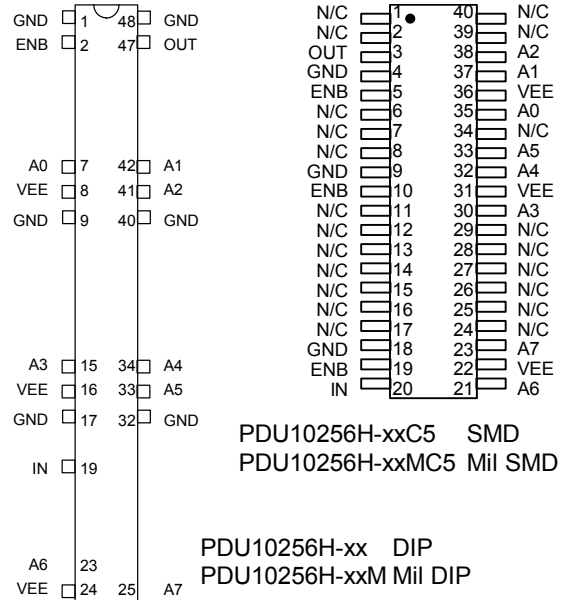 GND 1 48 GND
ENB 2 47 OUT
A0 7 42 A1
VEE 8 41 A2
GND 9 40 GND
A3 15 34 A4
VEE 16 33 A5
GND 17 32 GND
IN 19
A6 23
VEE 24 25 A7
N/C 1 40 N/C
N/C 2 39 N/C
OUT 3 38 A2
GND 4 37 A1
ENB 5 36 VEE
N/C 6 35 A0
N/C 7 34 N/C
N/C 8 33 A5
GND 9 32 A4
ENB 10 31 VEE
N/C 11 30 A3
N/C 12 29 N/C
N/C 13 28 N/C
N/C 14 27 N/C
N/C 15 26 N/C
N/C 16 25 N/C
N/C 17 24 N/C
GND 18 23 A7
ENB 19 22 VEE
IN 20 21 A6
PDU10256H-xxC5 SMD
PDU10256H-xxMC5 Mil SMD
PDU10256H-xx DIP
PDU10256H-xxM Mil DIP